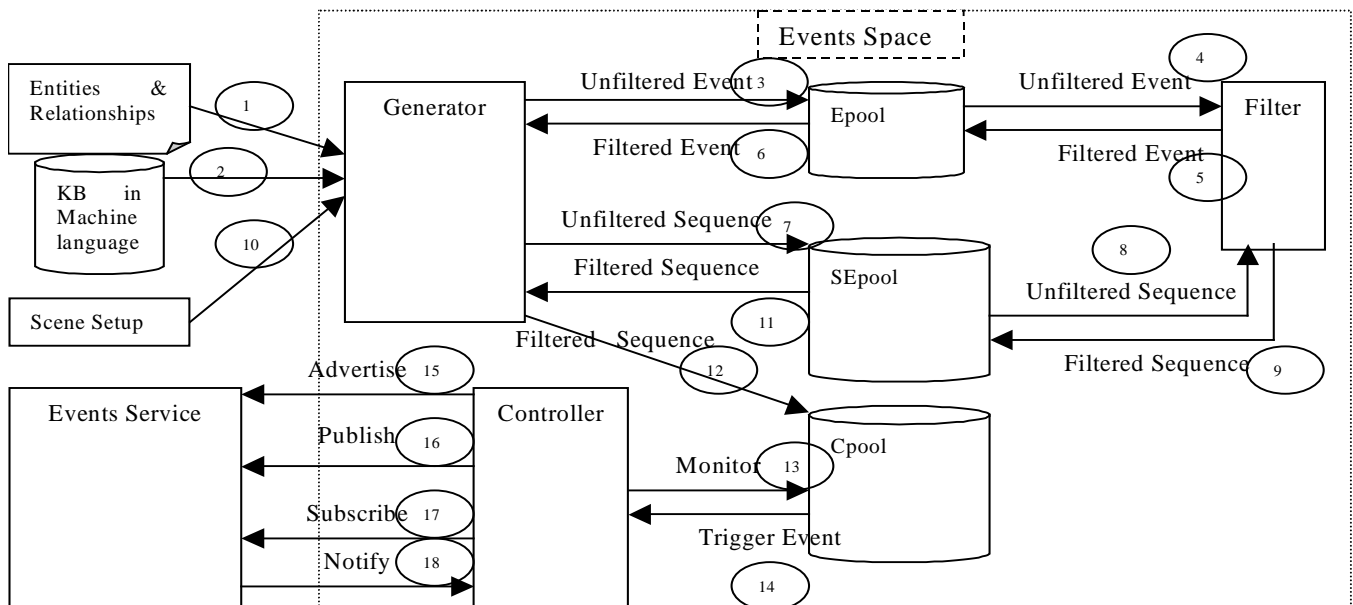 Events Space
Entities &
Relationships
1
Generator
Unfiltered Event
3
Epool
Unfiltered Event
4
Filter
Filtered Event
6
Filtered Event
5
KB in
Machine
language
2
10
Unfiltered Sequence
7
Filtered Sequence
SEpool
8
Unfiltered Sequence
Scene Setup
11
Filtered Sequence
12
Filtered Sequence
9
Advertise
15
Events Service
Controller
Cpool
Publish
16
Monitor
13
Subscribe
17
Trigger Event
Notify
18
14